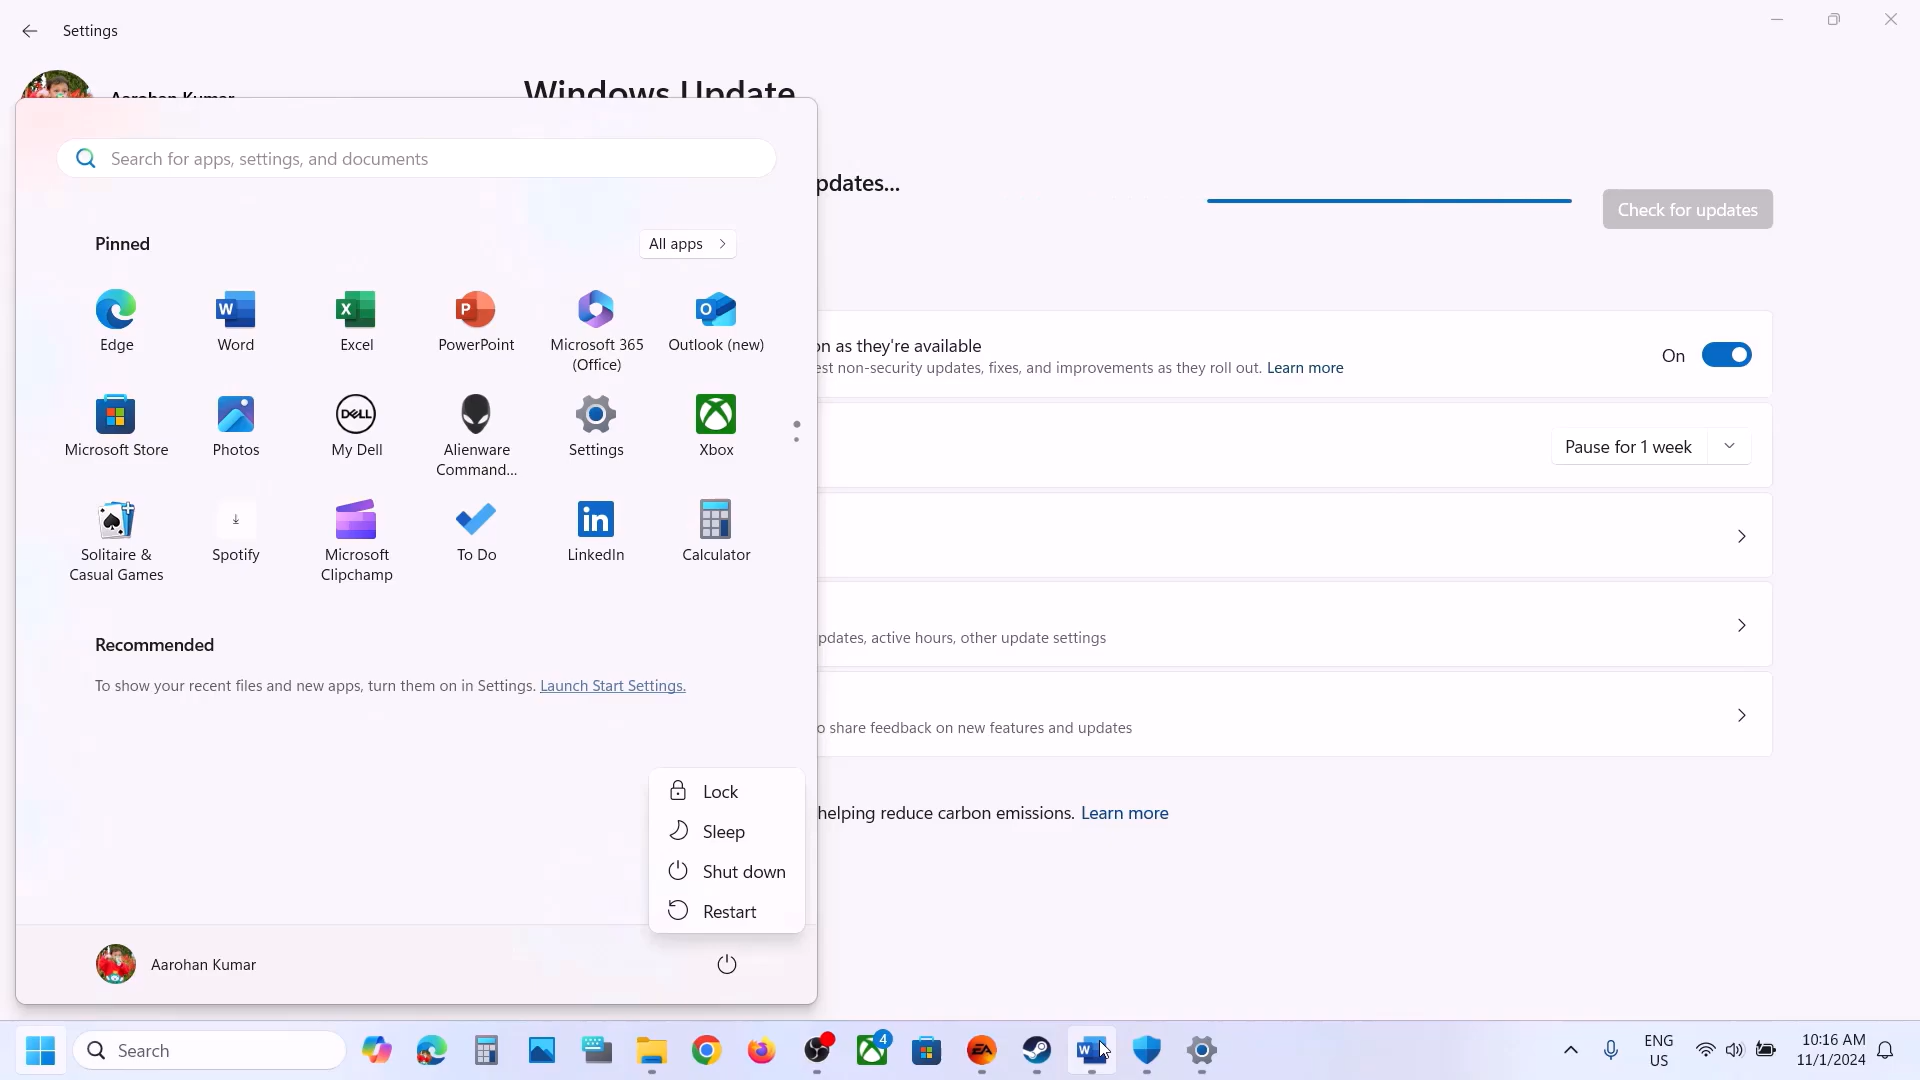 Settings
Aarohan Kumar
Windows Update
Search for apps, settings, and documents
pdates...
Check for updates
Pinned
All apps
Edge
Word
Excel
PowerPoint
Microsoft 365
(Office)
Outlook (new)
on as they're available
est non-security updates, fixes, and improvements as they roll out. Learn more
On
Microsoft Store
Photos
DELL
My Dell
Alienware
Command...
Settings
Xbox
Pause for 1 week
Solitaire &
Casual Games
Spotify
Microsoft
Clipchamp
To Do
LinkedIn
Calculator
pdates, active hours, other update settings
Recommended
To show your recent files and new apps, turn them on in Settings. Launch Start Settings.
o share feedback on new features and updates
Lock
Sleep
Shut down
Restart
helping reduce carbon emissions. Learn more
Aarohan Kumar
Search
4
ENG
US
10:16 AM
11/1/2024